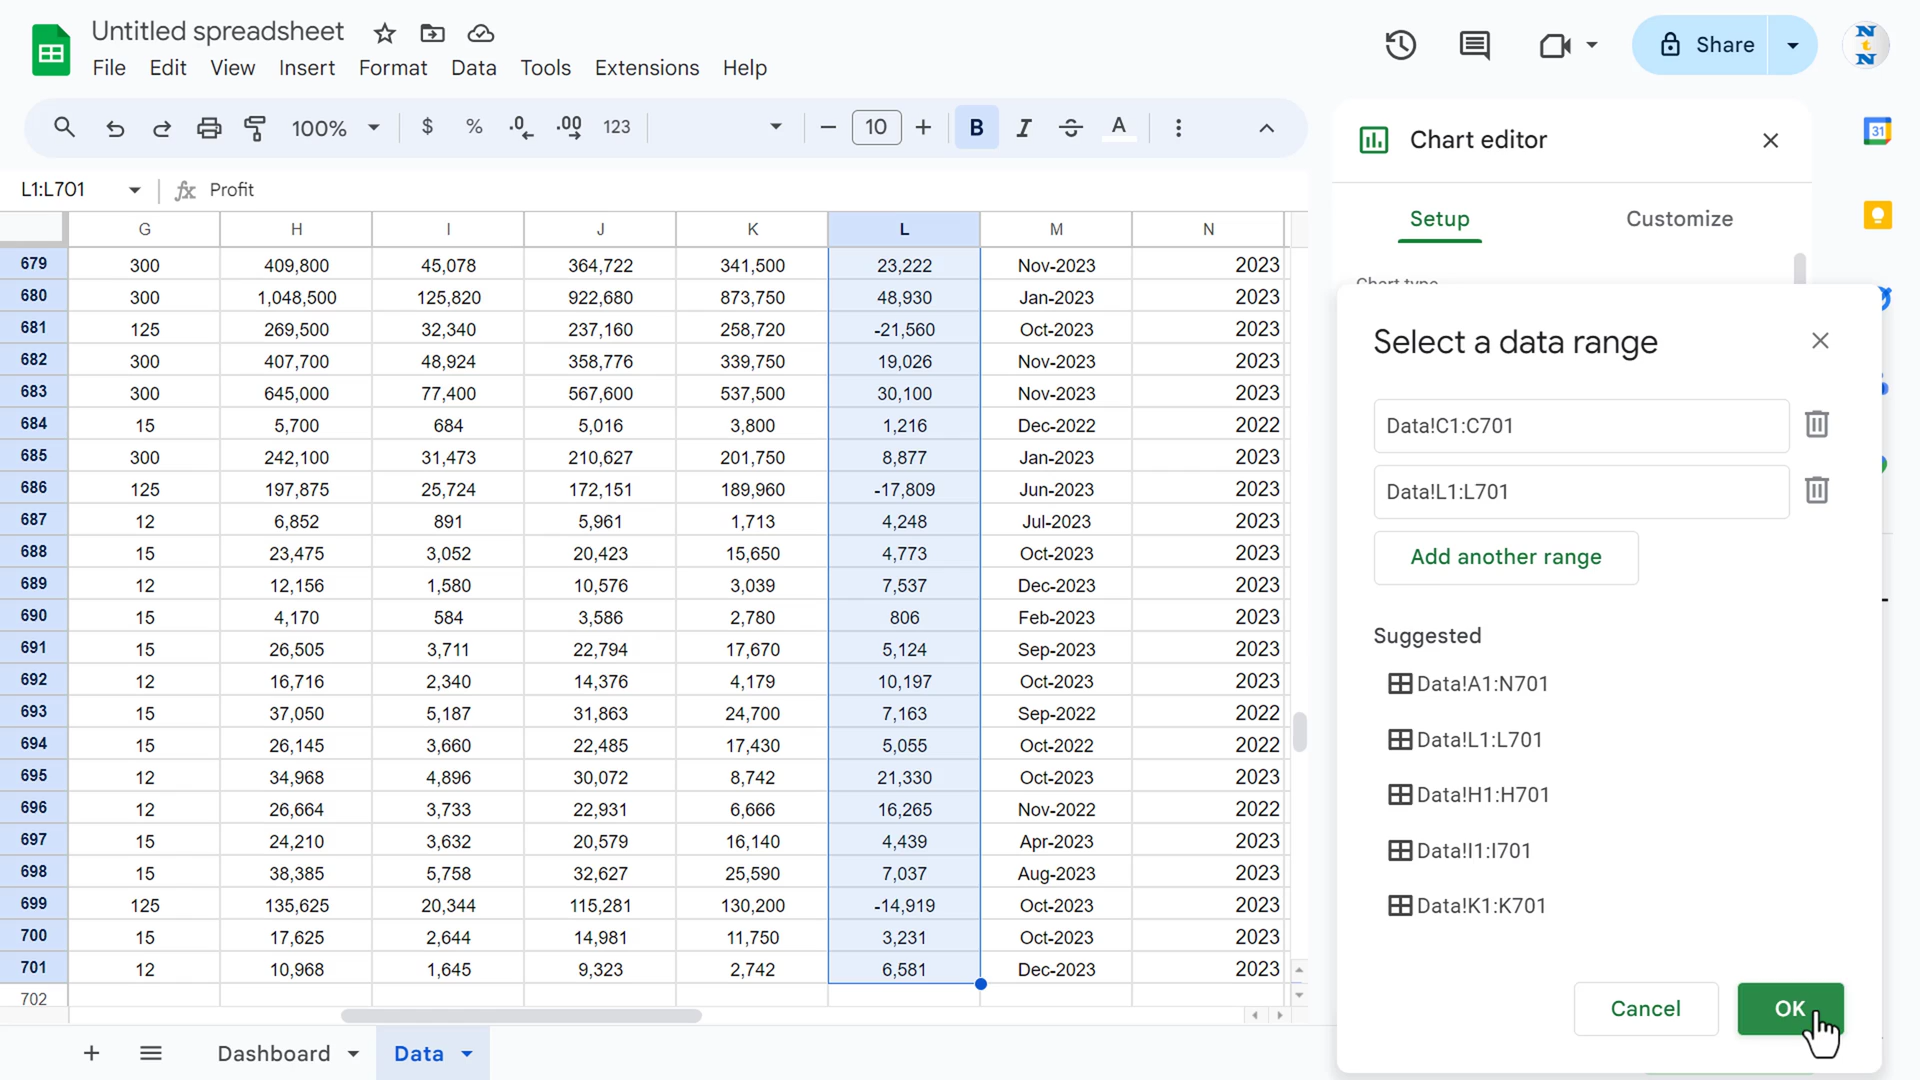 Untitled spreadsheet
File Edit View Insert Format Data Tools Extensions Help
Share
N
t
N
100% $ % .0 .00 123 10 B I S A
31
L1:L701 fx Profit
Chart editor
Setup Customize
G H I J K L M N
679 300 409,800 45,078 364,722 341,500 23,222 Nov-2023 2023
680 300 1,048,500 125,820 922,680 873,750 48,930 Jan-2023 2023
681 125 269,500 32,340 237,160 258,720 -21,560 Oct-2023 2023
682 300 407,700 48,924 358,776 339,750 19,026 Nov-2023 2023
683 300 645,000 77,400 567,600 537,500 30,100 Nov-2023 2023
684 15 5,700 684 5,016 3,800 1,216 Dec-2022 2022
685 300 242,100 31,473 210,627 201,750 8,877 Jan-2023 2023
686 125 197,875 25,724 172,151 189,960 -17,809 Jun-2023 2023
687 12 6,852 891 5,961 1,713 4,248 Jul-2023 2023
688 15 23,475 3,052 20,423 15,650 4,773 Oct-2023 2023
689 12 12,156 1,580 10,576 3,039 7,537 Dec-2023 2023
690 15 4,170 584 3,586 2,780 806 Feb-2023 2023
691 15 26,505 3,711 22,794 17,670 5,124 Sep-2023 2023
692 12 16,716 2,340 14,376 4,179 10,197 Oct-2023 2023
693 15 37,050 5,187 31,863 24,700 7,163 Sep-2022 2022
694 15 26,145 3,660 22,485 17,430 5,055 Oct-2022 2022
695 12 34,968 4,896 30,072 8,742 21,330 Oct-2023 2023
696 12 26,664 3,733 22,931 6,666 16,265 Nov-2022 2022
697 15 24,210 3,632 20,579 16,140 4,439 Apr-2023 2023
698 15 38,385 5,758 32,627 25,590 7,037 Aug-2023 2023
699 125 135,625 20,344 115,281 130,200 -14,919 Oct-2023 2023
700 15 17,625 2,644 14,981 11,750 3,231 Oct-2023 2023
701 12 10,968 1,645 9,323 2,742 6,581 Dec-2023 2023
702
Chart type
Select a data range
Data!C1:C701
Data!L1:L701
Add another range
Suggested
Data!A1:N701
Data!L1:L701
Data!H1:H701
Data!I1:I701
Data!K1:K701
Cancel OK
Dashboard Data